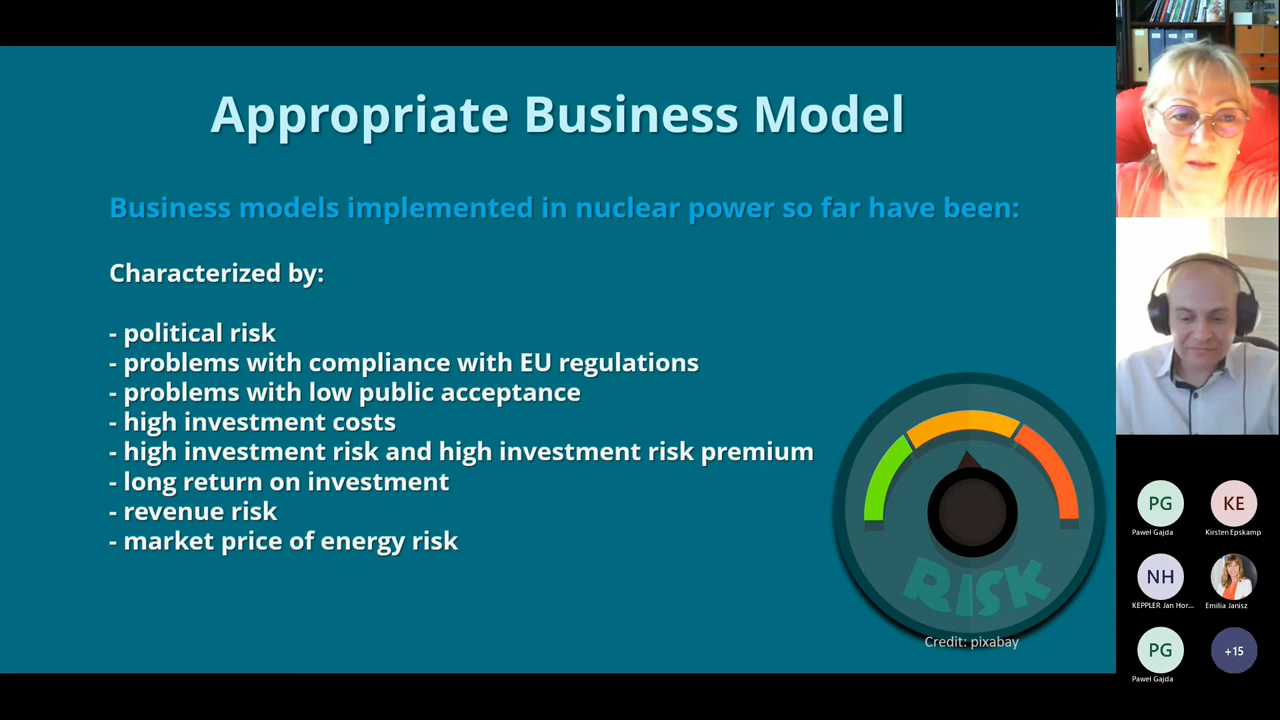 Appropriate Business Model
Business models implemented in nuclear power so far have been:
Characterized by:
- political risk
- problems with compliance with EU regulations
- problems with low public acceptance
- high investment costs
- high investment risk and high investment risk premium
- long return on investment
- revenue risk
- market price of energy risk
RISK
Credit: pixabay
PG
Pawel Gajda
KE
Kirsten Epskamp
NH
KEPPLER Jan Hor...
Emilia Janisz
PG
Pawel Gajda
+15